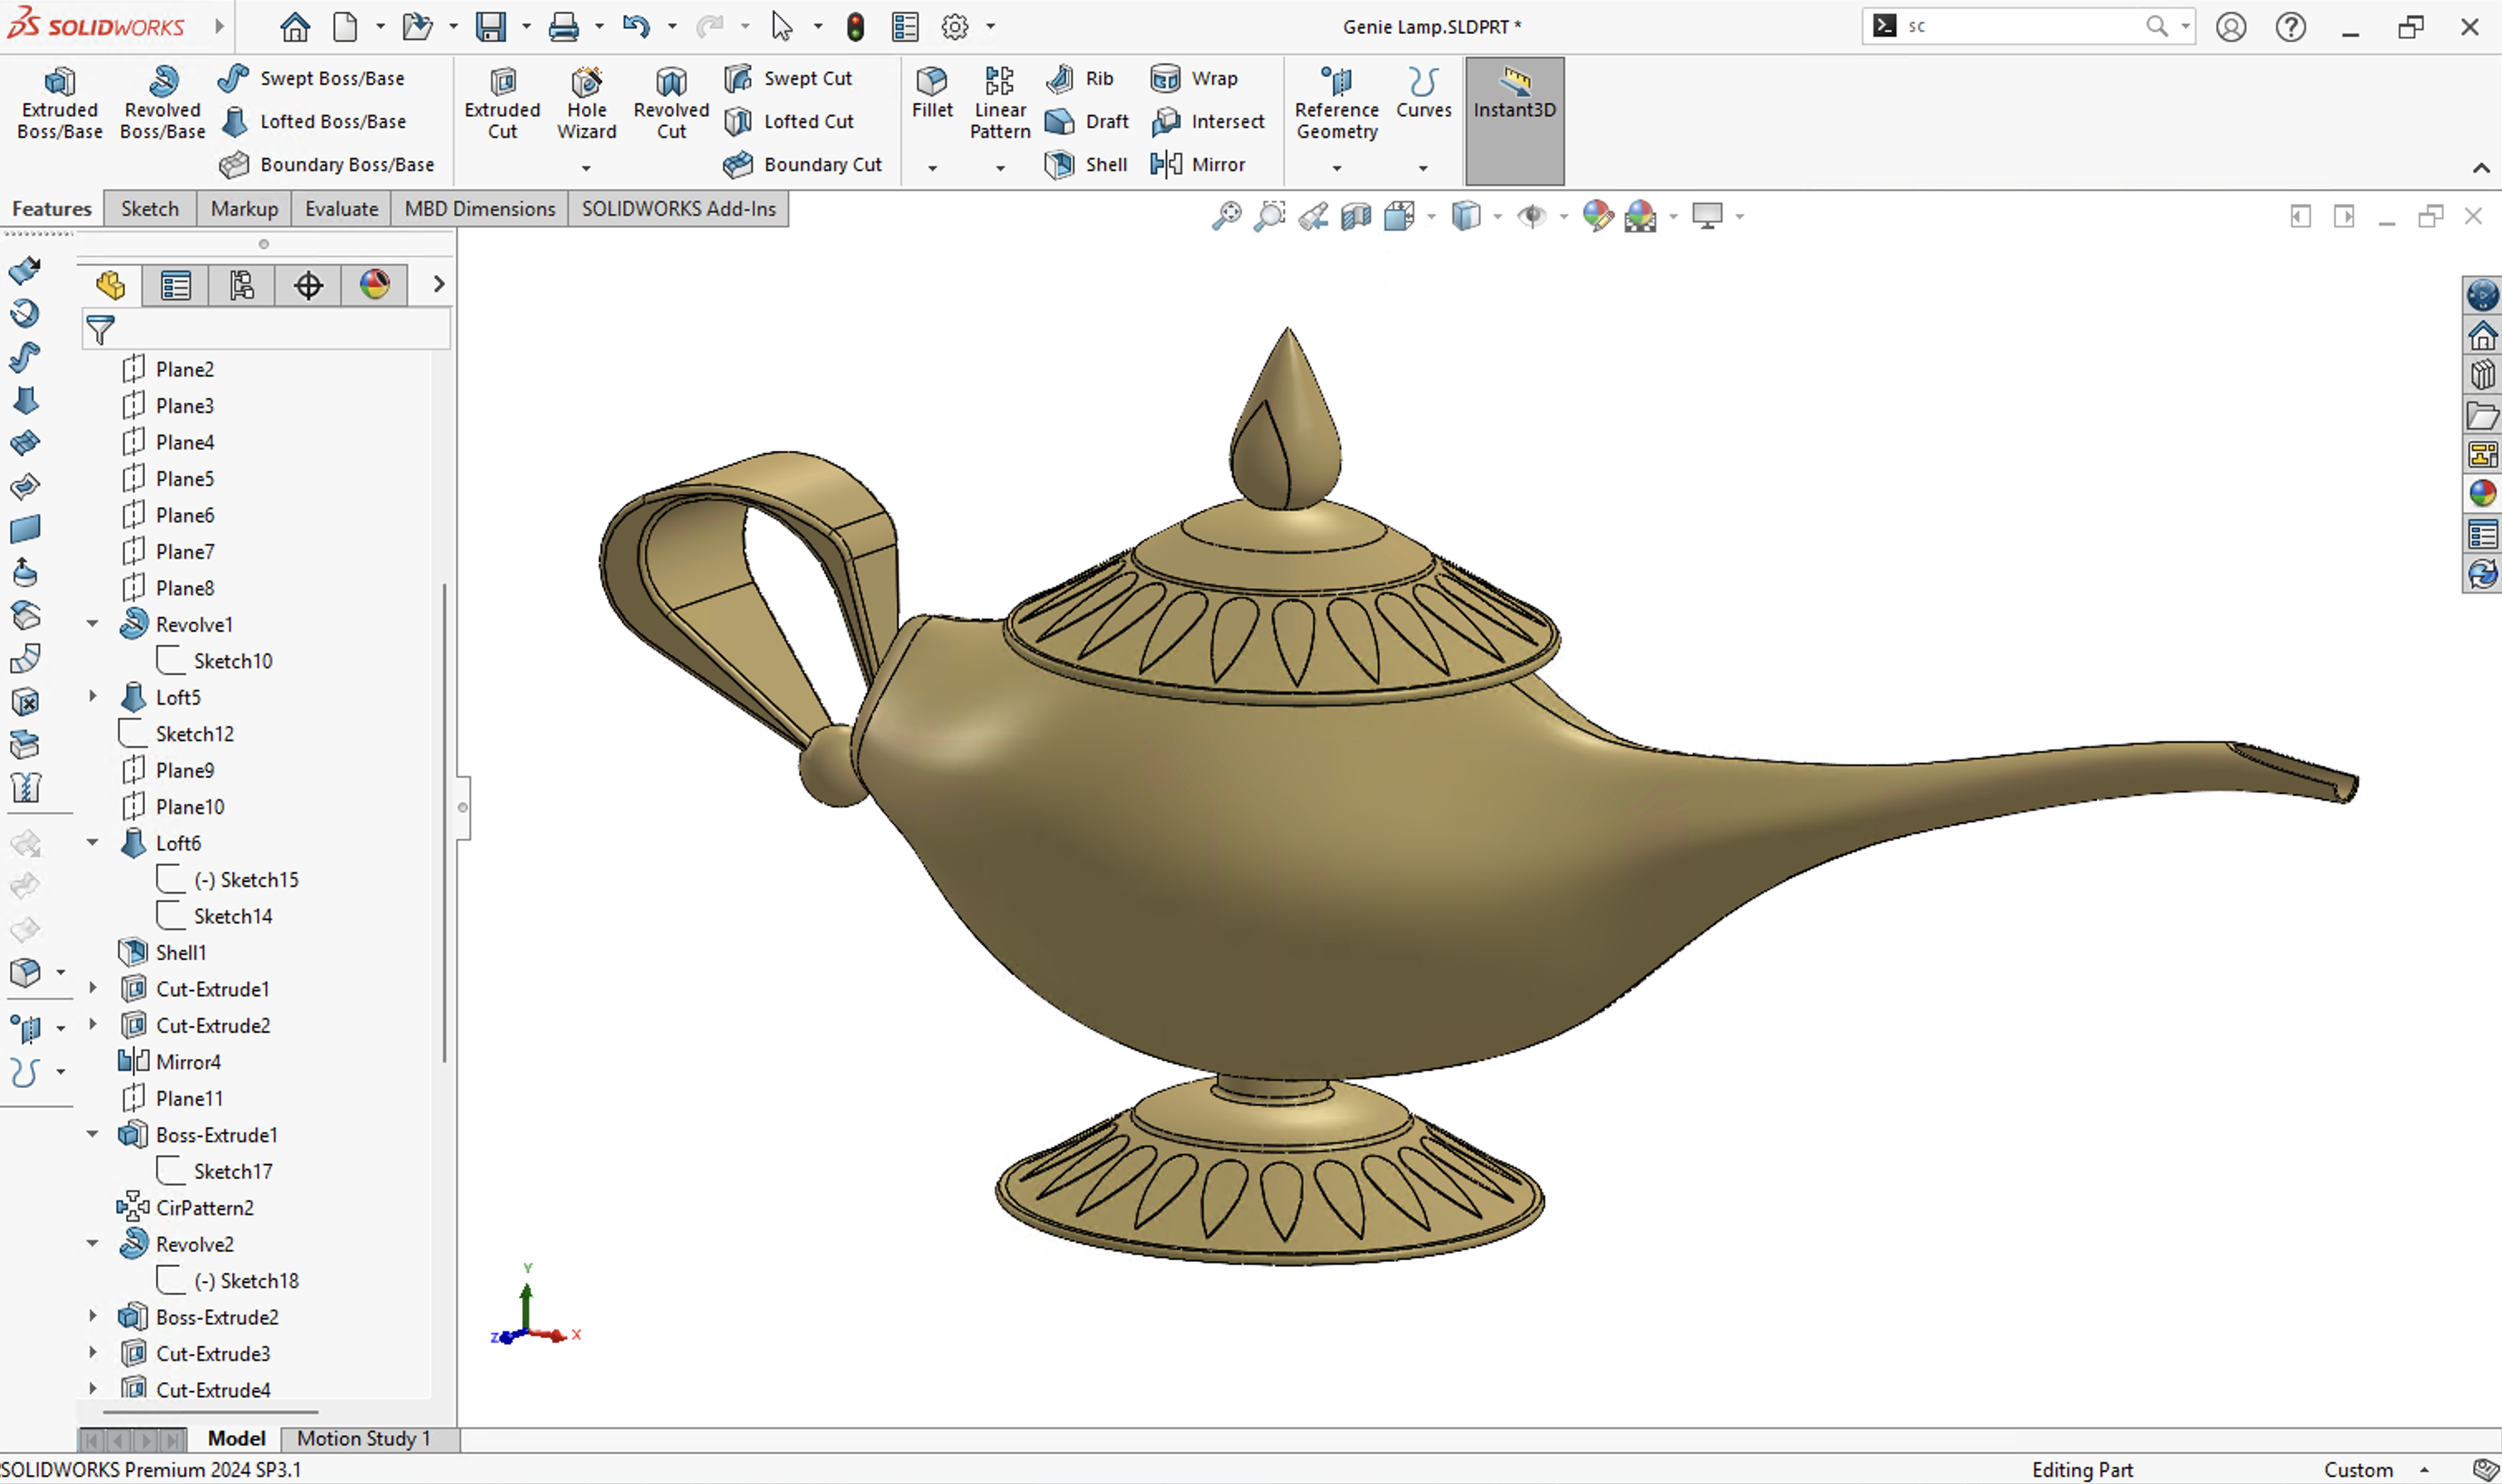 SOLIDWORKS
Genie Lamp.SLDPRT *
sc
Extruded Boss/Base
Revolved Boss/Base
Swept Boss/Base
Lofted Boss/Base
Boundary Boss/Base
Extruded Cut
Hole Wizard
Revolved Cut
Swept Cut
Lofted Cut
Boundary Cut
Fillet
Linear Pattern
Rib
Draft
Shell
Wrap
Intersect
Mirror
Reference Geometry
Curves
Instant3D
Features
Sketch
Markup
Evaluate
MBD Dimensions
SOLIDWORKS Add-Ins
Plane2
Plane3
Plane4
Plane5
Plane6
Plane7
Plane8
Revolve1
Sketch10
Loft5
Sketch12
Plane9
Plane10
Loft6
(-) Sketch15
Sketch14
Shell1
Cut-Extrude1
Cut-Extrude2
Mirror4
Plane11
Boss-Extrude1
Sketch17
CirPattern2
Revolve2
(-) Sketch18
Boss-Extrude2
Cut-Extrude3
Cut-Extrude4
Y
Z
X
Model
Motion Study 1
SOLIDWORKS Premium 2024 SP3.1
Editing Part
Custom